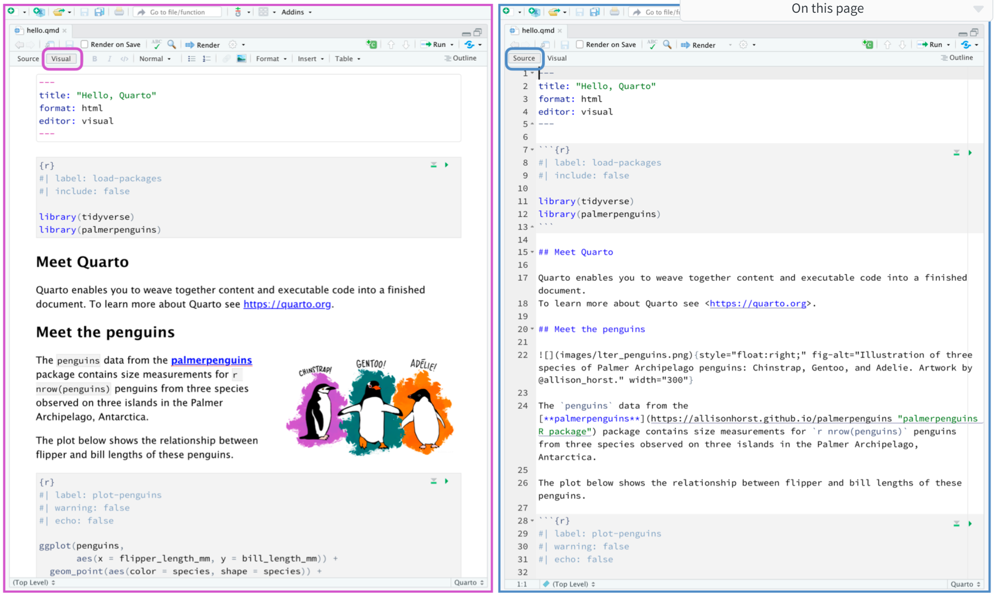 Go to file/function
Addins
hello.qmd
Render on Save
ABC
Render
Run
Source
Visual
B
I
</>
Normal
Format
Insert
Table
Outline
---
title: "Hello, Quarto"
format: html
editor: visual
---
{r}
#| label: load-packages
#| include: false
library(tidyverse)
library(palmerpenguins)
Meet Quarto
Quarto enables you to weave together content and executable code into a finished
document. To learn more about Quarto see https://quarto.org.
Meet the penguins
The penguins data from the palmerpenguins
package contains size measurements for r
nrow(penguins) penguins from three species
observed on three islands in the Palmer
Archipelago, Antarctica.
The plot below shows the relationship between
flipper and bill lengths of these penguins.
CHINSTRAP!
GENTOO!
ADÉLIE!
{r}
#| label: plot-penguins
#| warning: false
#| echo: false
ggplot(penguins,
       aes(x = flipper_length_mm, y = bill_length_mm)) +
  geom_point(aes(color = species, shape = species)) +
(Top Level)
Quarto
On this page
Go to file/f
hello.qmd
Render on Save
ABC
Render
Run
Source
Visual
Outline
1 ---
2 title: "Hello, Quarto"
3 format: html
4 editor: visual
5 ---
6
7 ```{r}
8 #| label: load-packages
9 #| include: false
10
11 library(tidyverse)
12 library(palmerpenguins)
13 ```
14
15 ## Meet Quarto
16
17 Quarto enables you to weave together content and executable code into a finished
document.
18 To learn more about Quarto see <https://quarto.org>.
19
20 ## Meet the penguins
21
22 ![](images/lter_penguins.png){style="float:right;" fig-alt="Illustration of three
species of Palmer Archipelago penguins: Chinstrap, Gentoo, and Adelie. Artwork by
@allison_horst." width="300"}
23
24 The `penguins` data from the
[**palmerpenguins**](https://allisonhorst.github.io/palmerpenguins "palmerpenguins
R package") package contains size measurements for `r nrow(penguins)` penguins
from three species observed on three islands in the Palmer Archipelago,
Antarctica.
25
26 The plot below shows the relationship between flipper and bill lengths of these
penguins.
27
28 ```{r}
29 #| label: plot-penguins
30 #| warning: false
31 #| echo: false
32
1:1
(Top Level)
Quarto